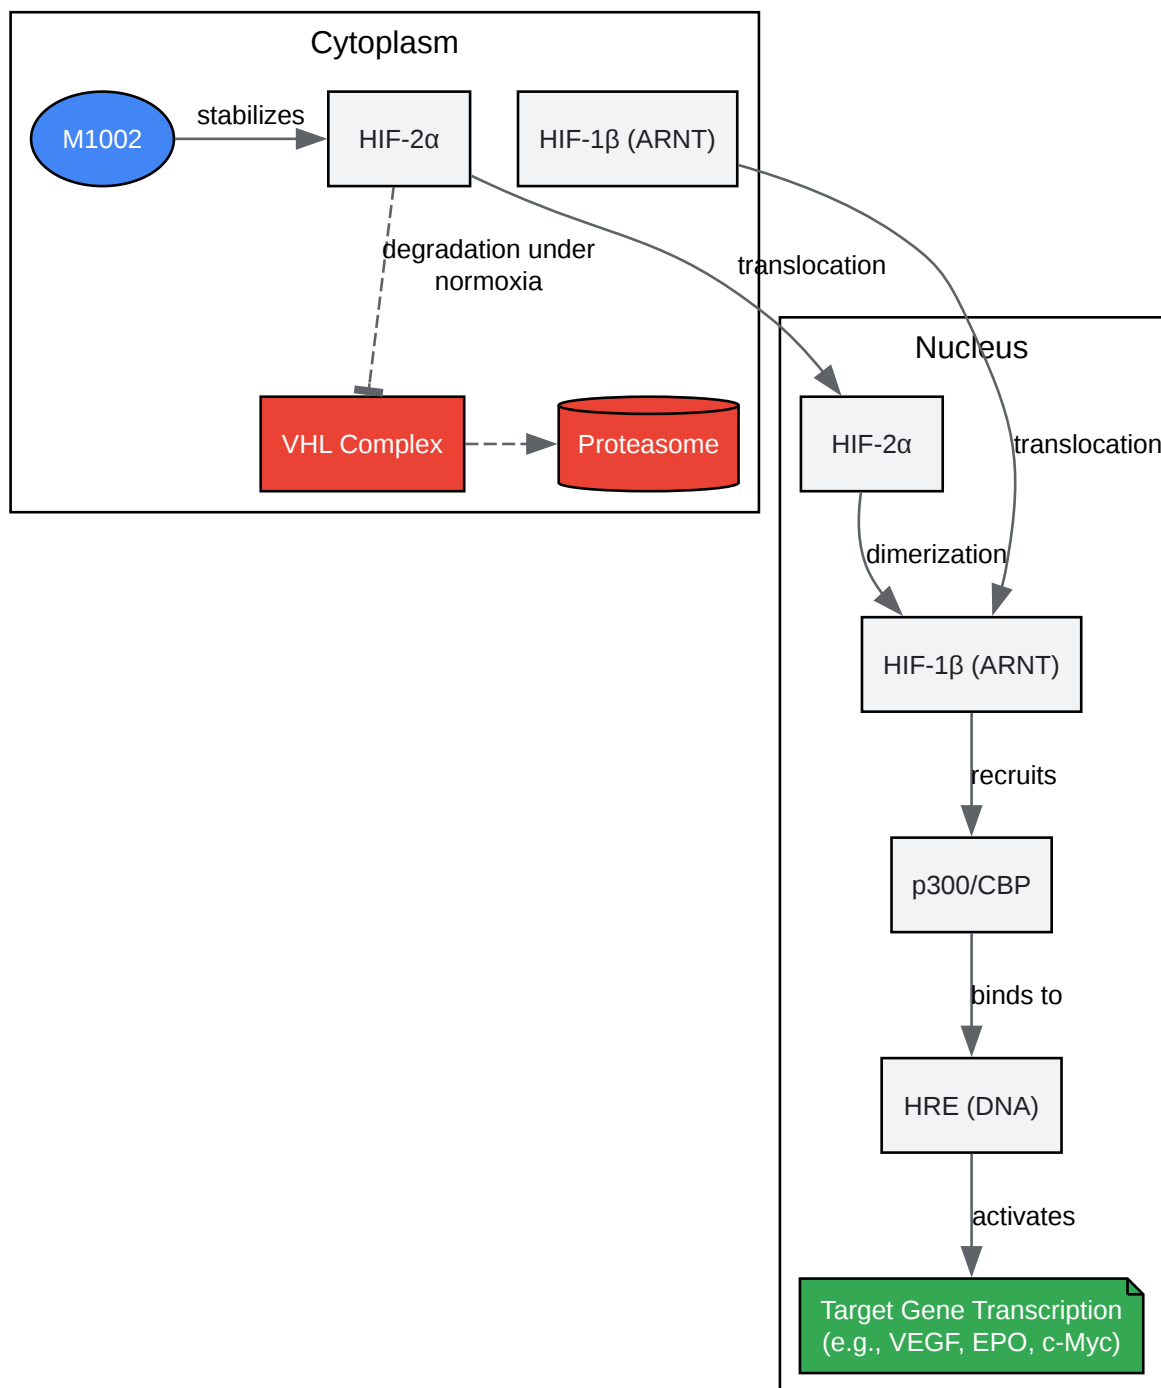 Cytoplasm
M1002
stabilizes
HIF-2α
HIF-1β (ARNT)
degradation under
normoxia
translocation
VHL Complex
Proteasome
Nucleus
HIF-2α
translocation
dimerization
HIF-1β (ARNT)
recruits
p300/CBP
binds to
HRE (DNA)
activates
Target Gene Transcription
(e.g., VEGF, EPO, c-Myc)